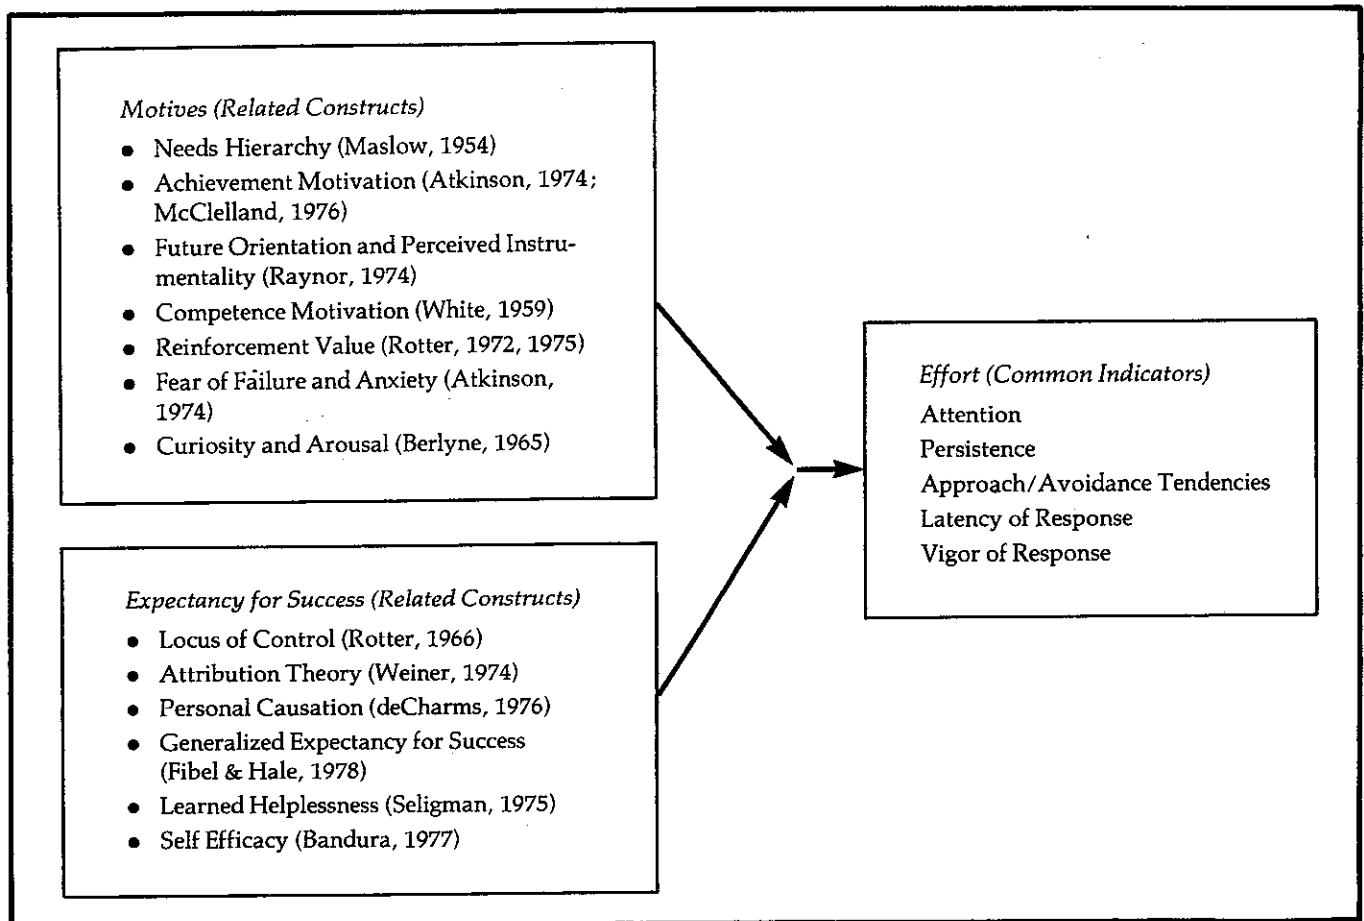 Motives (Related Constructs)
● Needs Hierarchy (Maslow, 1954)
● Achievement Motivation (Atkinson, 1974;
McClelland, 1976)
● Future Orientation and Perceived Instru-
mentality (Raynor, 1974)
● Competence Motivation (White, 1959)
● Reinforcement Value (Rotter, 1972, 1975)
● Fear of Failure and Anxiety (Atkinson,
1974)
● Curiosity and Arousal (Berlyne, 1965)
Expectancy for Success (Related Constructs)
● Locus of Control (Rotter, 1966)
● Attribution Theory (Weiner, 1974)
● Personal Causation (deCharms, 1976)
● Generalized Expectancy for Success
(Fibel & Hale, 1978)
● Learned Helplessness (Seligman, 1975)
● Self Efficacy (Bandura, 1977)
Effort (Common Indicators)
Attention
Persistence
Approach/Avoidance Tendencies
Latency of Response
Vigor of Response